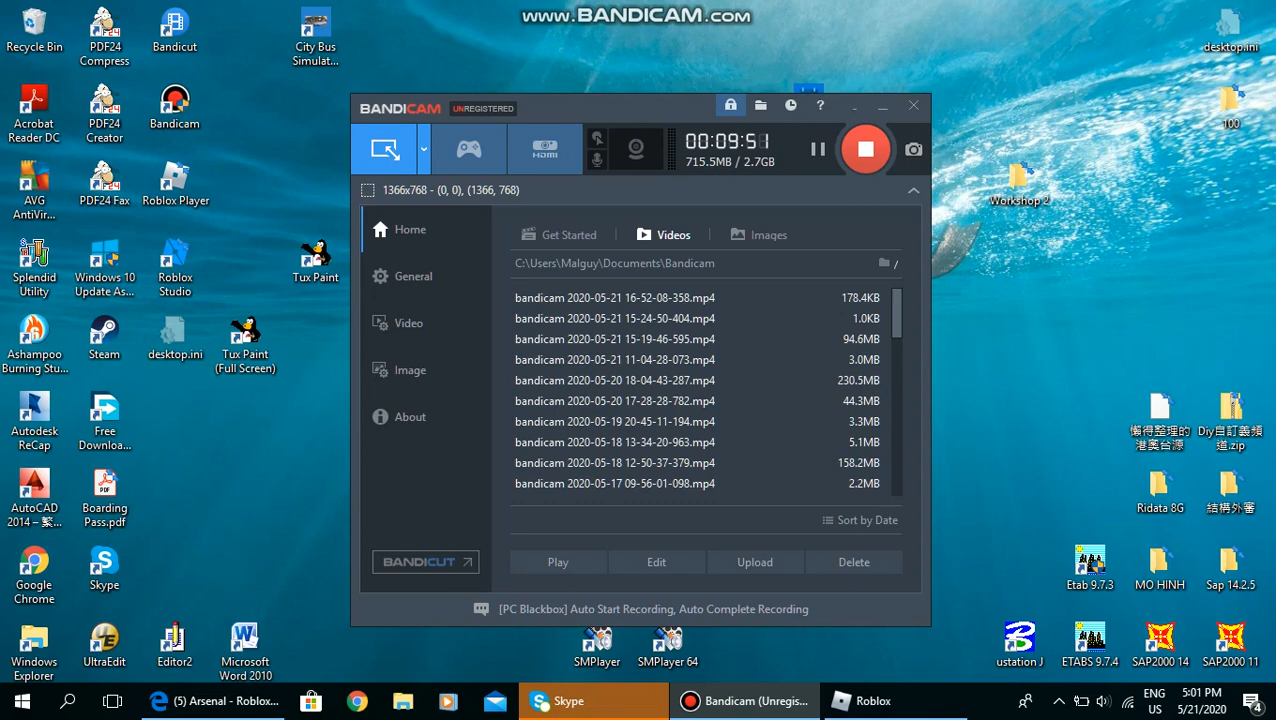 www.BANDICAM.com
Recycle Bin
PDF24
Compress
Bandicut
City Bus
Simulat...
desktop.ini
Acrobat
Reader DC
PDF24
Creator
Bandicam
100
AVG
AntiVir...
PDF24 Fax
Roblox Player
Workshop 2
Splendid
Utility
Windows 10
Update As...
Roblox
Studio
Tux Paint
Ashampoo
Burning Stu...
Steam
desktop.ini
Tux Paint
(Full Screen)
Autodesk
ReCap
Free
Downloa...
懶得整理的
港奧台源
Diy自訂義頻
道.zip
AutoCAD
2014 – 繁...
Boarding
Pass.pdf
Ridata 8G
結構外審
Google
Chrome
Skype
Etab 9.7.3
MO HINH
Sap 14.2.5
Windows
Explorer
UltraEdit
Editor2
Microsoft
Word 2010
SMPlayer
SMPlayer 64
ustation J
ETABS 9.7.4
SAP2000 14
SAP2000 11
BANDICAM UNREGISTERED
?
HDMI
00:09:51
715.5MB / 2.7GB
1366x768 - (0, 0), (1366, 768)
Home
General
Video
Image
About
BANDICUT
Get Started
Videos
Images
C:\Users\Malguy\Documents\Bandicam
/
bandicam 2020-05-21 16-52-08-358.mp4 178.4KB
bandicam 2020-05-21 15-24-50-404.mp4 1.0KB
bandicam 2020-05-21 15-19-46-595.mp4 94.6MB
bandicam 2020-05-21 11-04-28-073.mp4 3.0MB
bandicam 2020-05-20 18-04-43-287.mp4 230.5MB
bandicam 2020-05-20 17-28-28-782.mp4 44.3MB
bandicam 2020-05-19 20-45-11-194.mp4 3.3MB
bandicam 2020-05-18 13-34-20-963.mp4 5.1MB
bandicam 2020-05-18 12-50-37-379.mp4 158.2MB
bandicam 2020-05-17 09-56-01-098.mp4 2.2MB
Sort by Date
Play
Edit
Upload
Delete
[PC Blackbox] Auto Start Recording, Auto Complete Recording
(5) Arsenal - Roblox...
Skype
Bandicam (Unregis...
Roblox
ENG
US
5:01 PM
5/21/2020
4